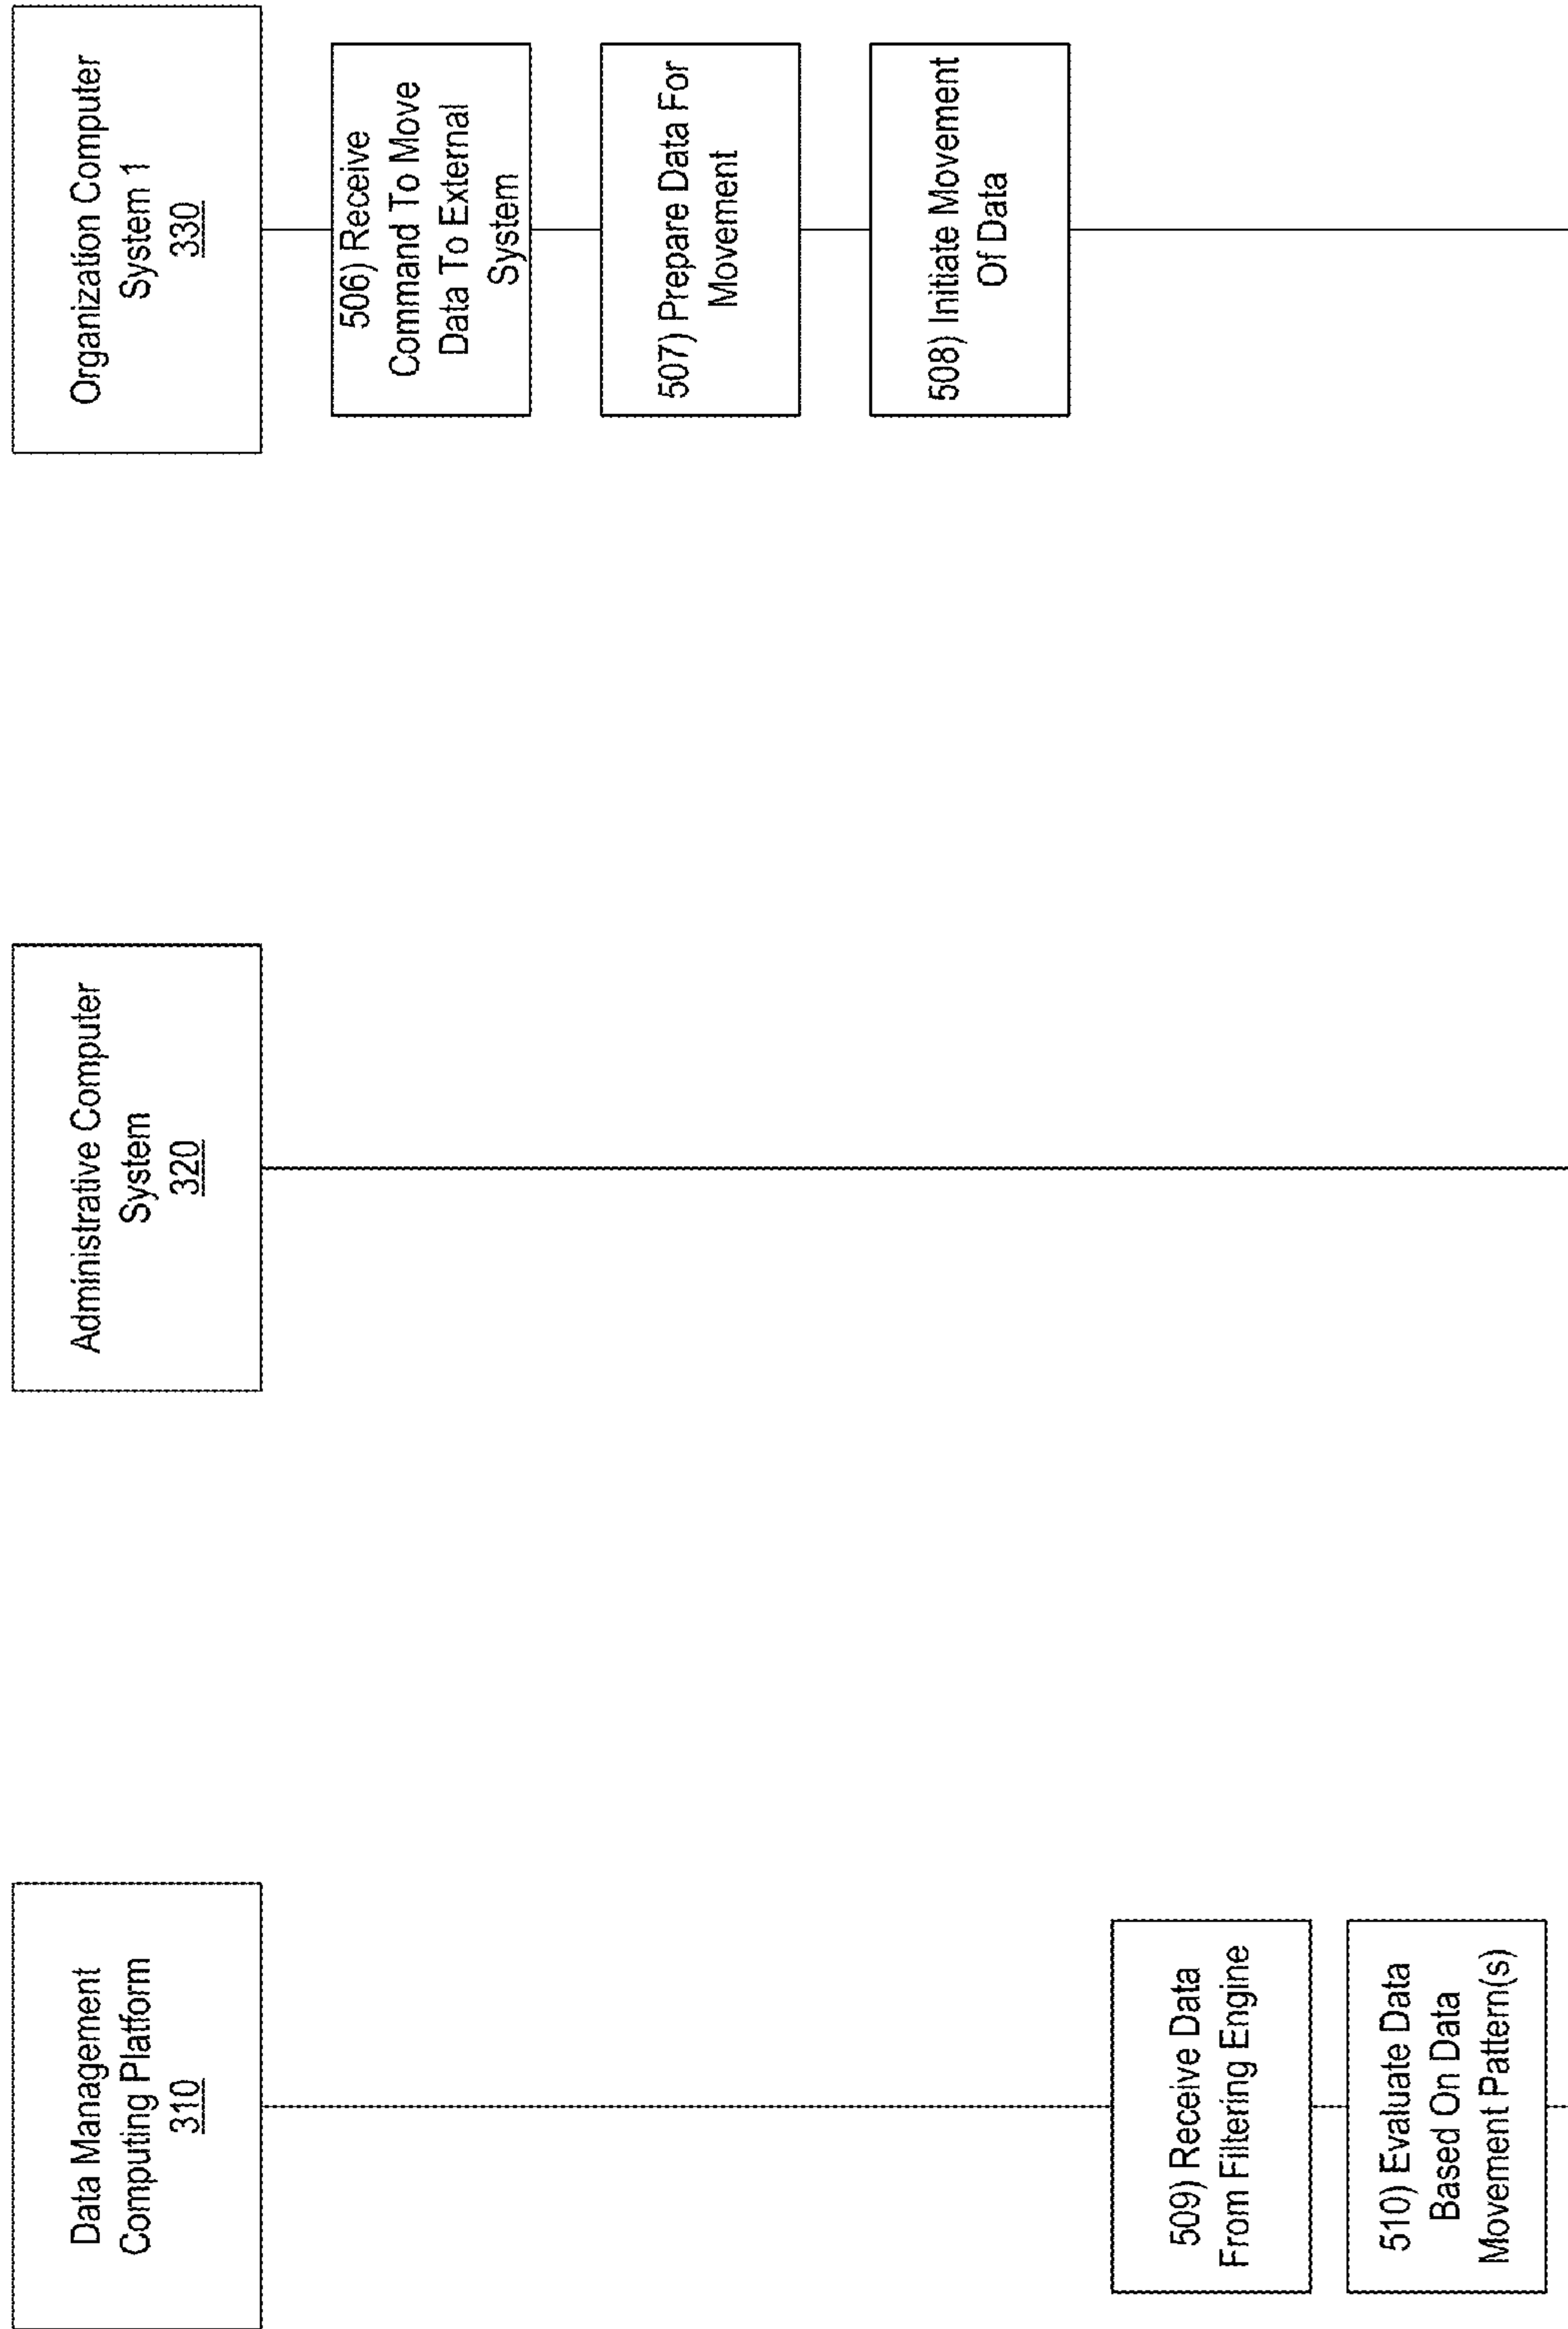 Data Management
Computing Platform
310
Administrative Computer
System
320
Organization Computer
System 1
330
506) Receive
Command To Move
Data To External
System
507) Prepare Data For
Movement
508) Initiate Movement
Of Data
509) Receive Data
From Filtering Engine
510) Evaluate Data
Based On Data
Movement Pattern(s)